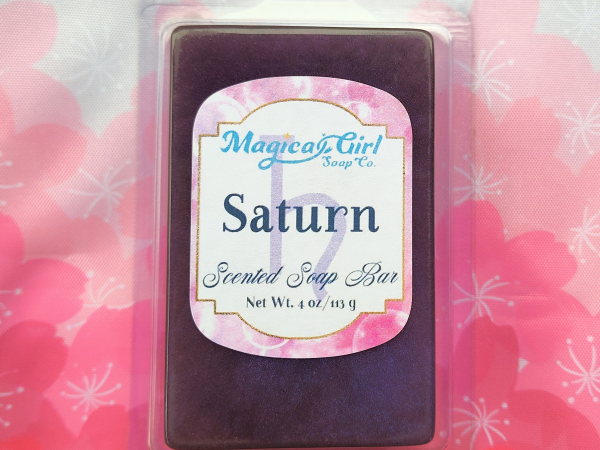 Magical Girl
Soap Co.
Saturn
Scented Soap Bar
Net Wt. 4 oz/113 g